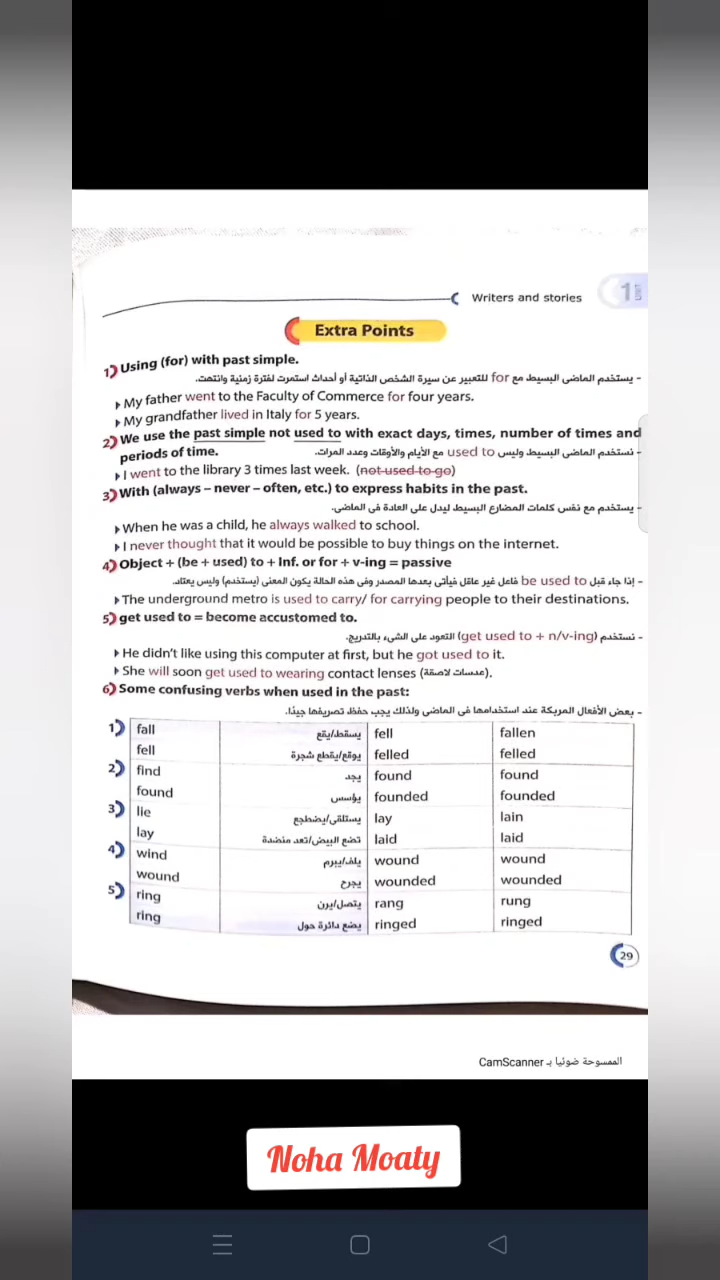 Writers and stories
1 UNIT
Extra Points
1) Using (for) with past simple.
- يستخدم الماضى البسيط مع for للتعبير عن سيرة الشخص الذاتية أو أحداث استمرت لفترة زمنية وانتهت.
My father went to the Faculty of Commerce for four years.
My grandfather lived in Italy for 5 years.
2) We use the past simple not used to with exact days, times, number of times and
periods of time.
- نستخدم الماضى البسيط وليس used to مع الأيام والأوقات وعدد المرات.
I went to the library 3 times last week. (not used to go)
3) With (always – never – often, etc.) to express habits in the past.
- يستخدم مع نفس كلمات المضارع البسيط ليدل على العادة فى الماضى.
When he was a child, he always walked to school.
I never thought that it would be possible to buy things on the internet.
4) Object + (be + used) to + Inf. or for + v-ing = passive
- إذا جاء قبل be used to فاعل غير عاقل فيأتى بعدها المصدر وفى هذه الحالة يكون المعنى (يستخدم) وليس يعتاد.
The underground metro is used to carry/ for carrying people to their destinations.
5) get used to = become accustomed to.
- نستخدم (get used to + n/v-ing) التعود على الشىء بالتدريج.
He didn't like using this computer at first, but he got used to it.
She will soon get used to wearing contact lenses (عدسات لاصقة).
6) Some confusing verbs when used in the past:
- بعض الأفعال المربكة عند استخدامها فى الماضى ولذلك يجب حفظ تصريفها جيدًا.
1) fall يسقط/يقع fell fallen
fell يوقع/يقطع شجرة felled felled
2) find يجد found found
found يؤسس founded founded
3) lie يستلقى/يضطجع lay lain
lay تضع البيض/تعد منضدة laid laid
4) wind يلف/يبرم wound wound
wound يجرح wounded wounded
5) ring يتصل/يرن rang rung
ring يضع دائرة حول ringed ringed
29
الممسوحة ضوئيا بـ CamScanner
Noha Moaty